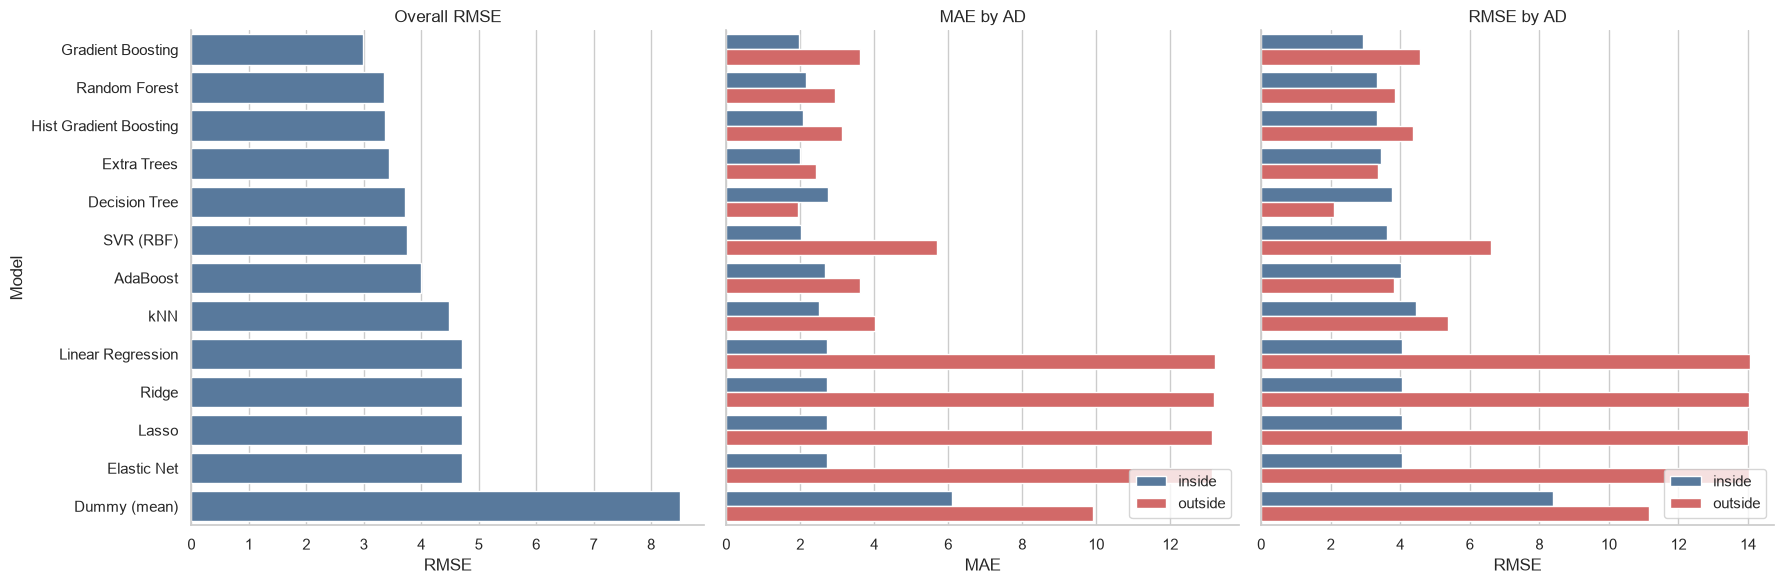 Overall RMSE
MAE by AD
RMSE by AD
Model
Gradient Boosting
Random Forest
Hist Gradient Boosting
Extra Trees
Decision Tree
SVR (RBF)
AdaBoost
kNN
Linear Regression
Ridge
Lasso
Elastic Net
Dummy (mean)
0 1 2 3 4 5 6 7 8
RMSE
inside
outside
0 2 4 6 8 10 12
MAE
inside
outside
0 2 4 6 8 10 12 14
RMSE